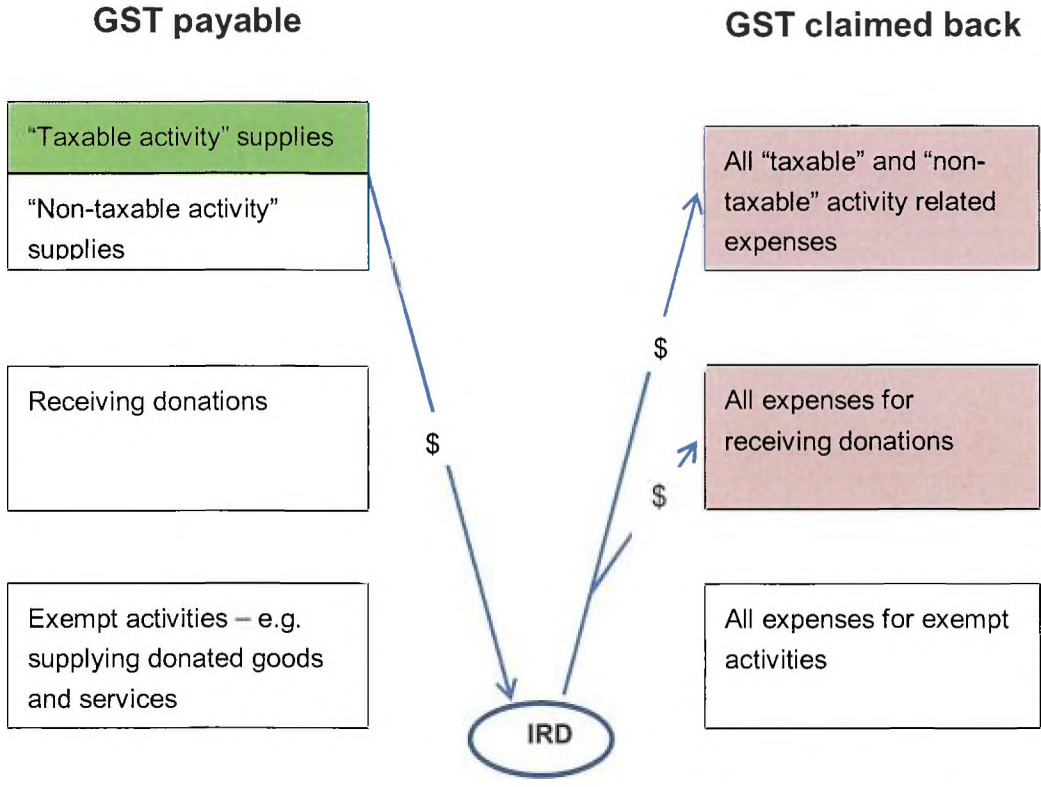 GST payable
GST claimed back
"Taxable activity" supplies
"Non-taxable activity"
supplies
Receiving donations
Exempt activities – e.g.
supplying donated goods
and services
$
$
$
IRD
All “taxable” and “non-
taxable” activity related
expenses
All expenses for
receiving donations
All expenses for exempt
activities